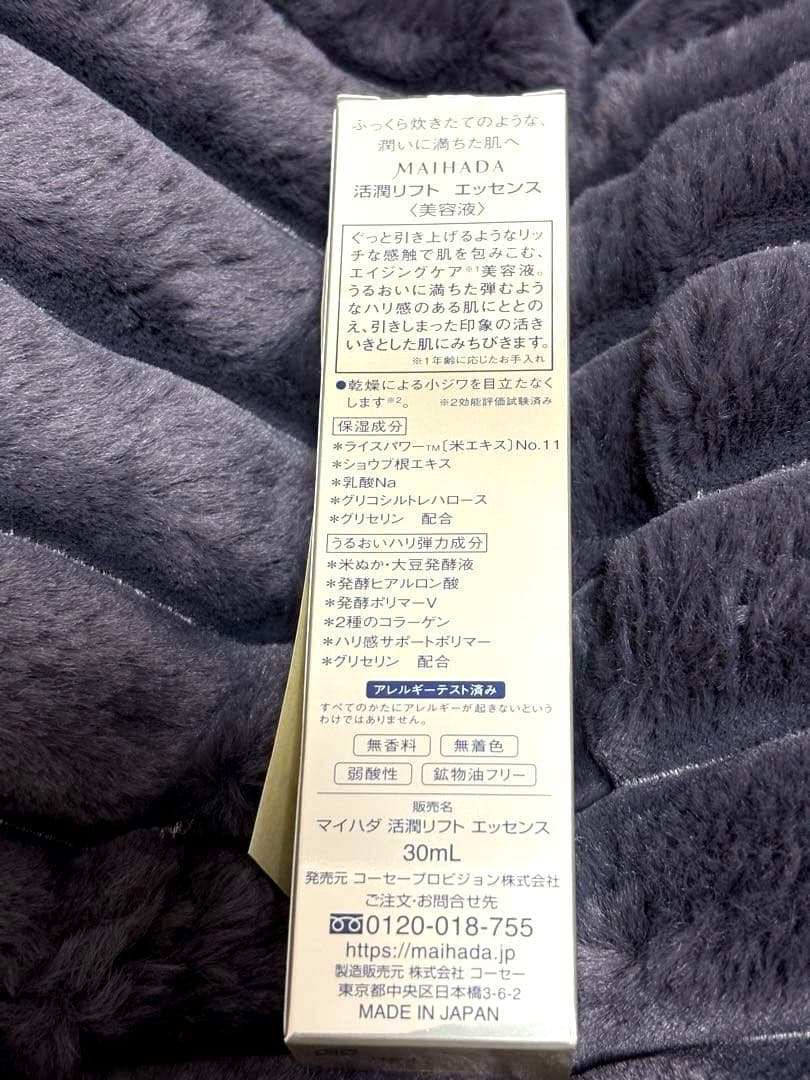 ふっくら炊きたてのような、
潤いに満ちた肌へ
MAIHADA
活潤リフト エッセンス
〈美容液〉
ぐっと引き上げるようなリッ
チな感触で肌を包みこむ、
エイジングケア※1美容液。
うるおいに満ちた弾むよう
なハリ感のある肌にととの
え、引きしまった印象の活き
いきとした肌にみちびきます。
※1年齢に応じたお手入れ
●乾燥による小ジワを目立たなく
します※2。 ※2効能評価試験済み
保湿成分
*ライスパワーTM〔米エキス〕No.11
*ショウブ根エキス
*乳酸Na
*グリコシルトレハロース
*グリセリン 配合
うるおいハリ弾力成分
*米ぬか・大豆発酵液
*発酵ヒアルロン酸
*発酵ポリマーV
*2種のコラーゲン
*ハリ感サポートポリマー
*グリセリン 配合
アレルギーテスト済み
すべてのかたにアレルギーが起きないという
わけではありません。
無香料 無着色
弱酸性 鉱物油フリー
販売名
マイハダ 活潤リフト エッセンス
30mL
発売元 コーセープロビジョン株式会社
ご注文・お問合せ先
0120-018-755
https://maihada.jp
製造販売元 株式会社 コーセー
東京都中央区日本橋3-6-2
MADE IN JAPAN